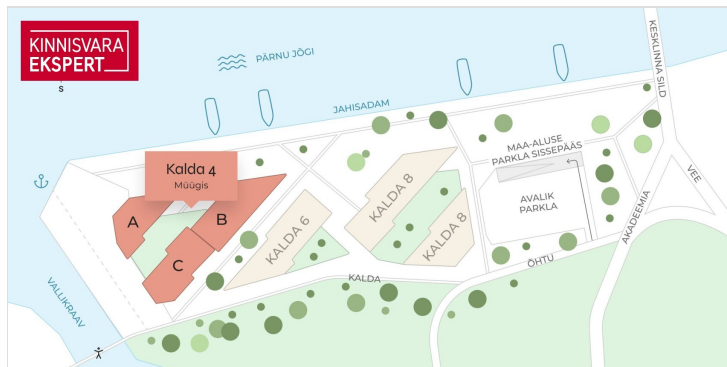 KINNISVARA
EKSPERT
S
PÄRNU JÕGI
JAHISADAM
KESKLINNA SILD
MAA-ALUSE
PARKLA SISSEPÄÄS
Kalda 4
Müügis
AVALIK
PARKLA
VEE
AKADEEMIA
A
B
C
KALDA 6
KALDA 8
KALDA 8
ÕHTU
KALDA
VALLIKRAAV